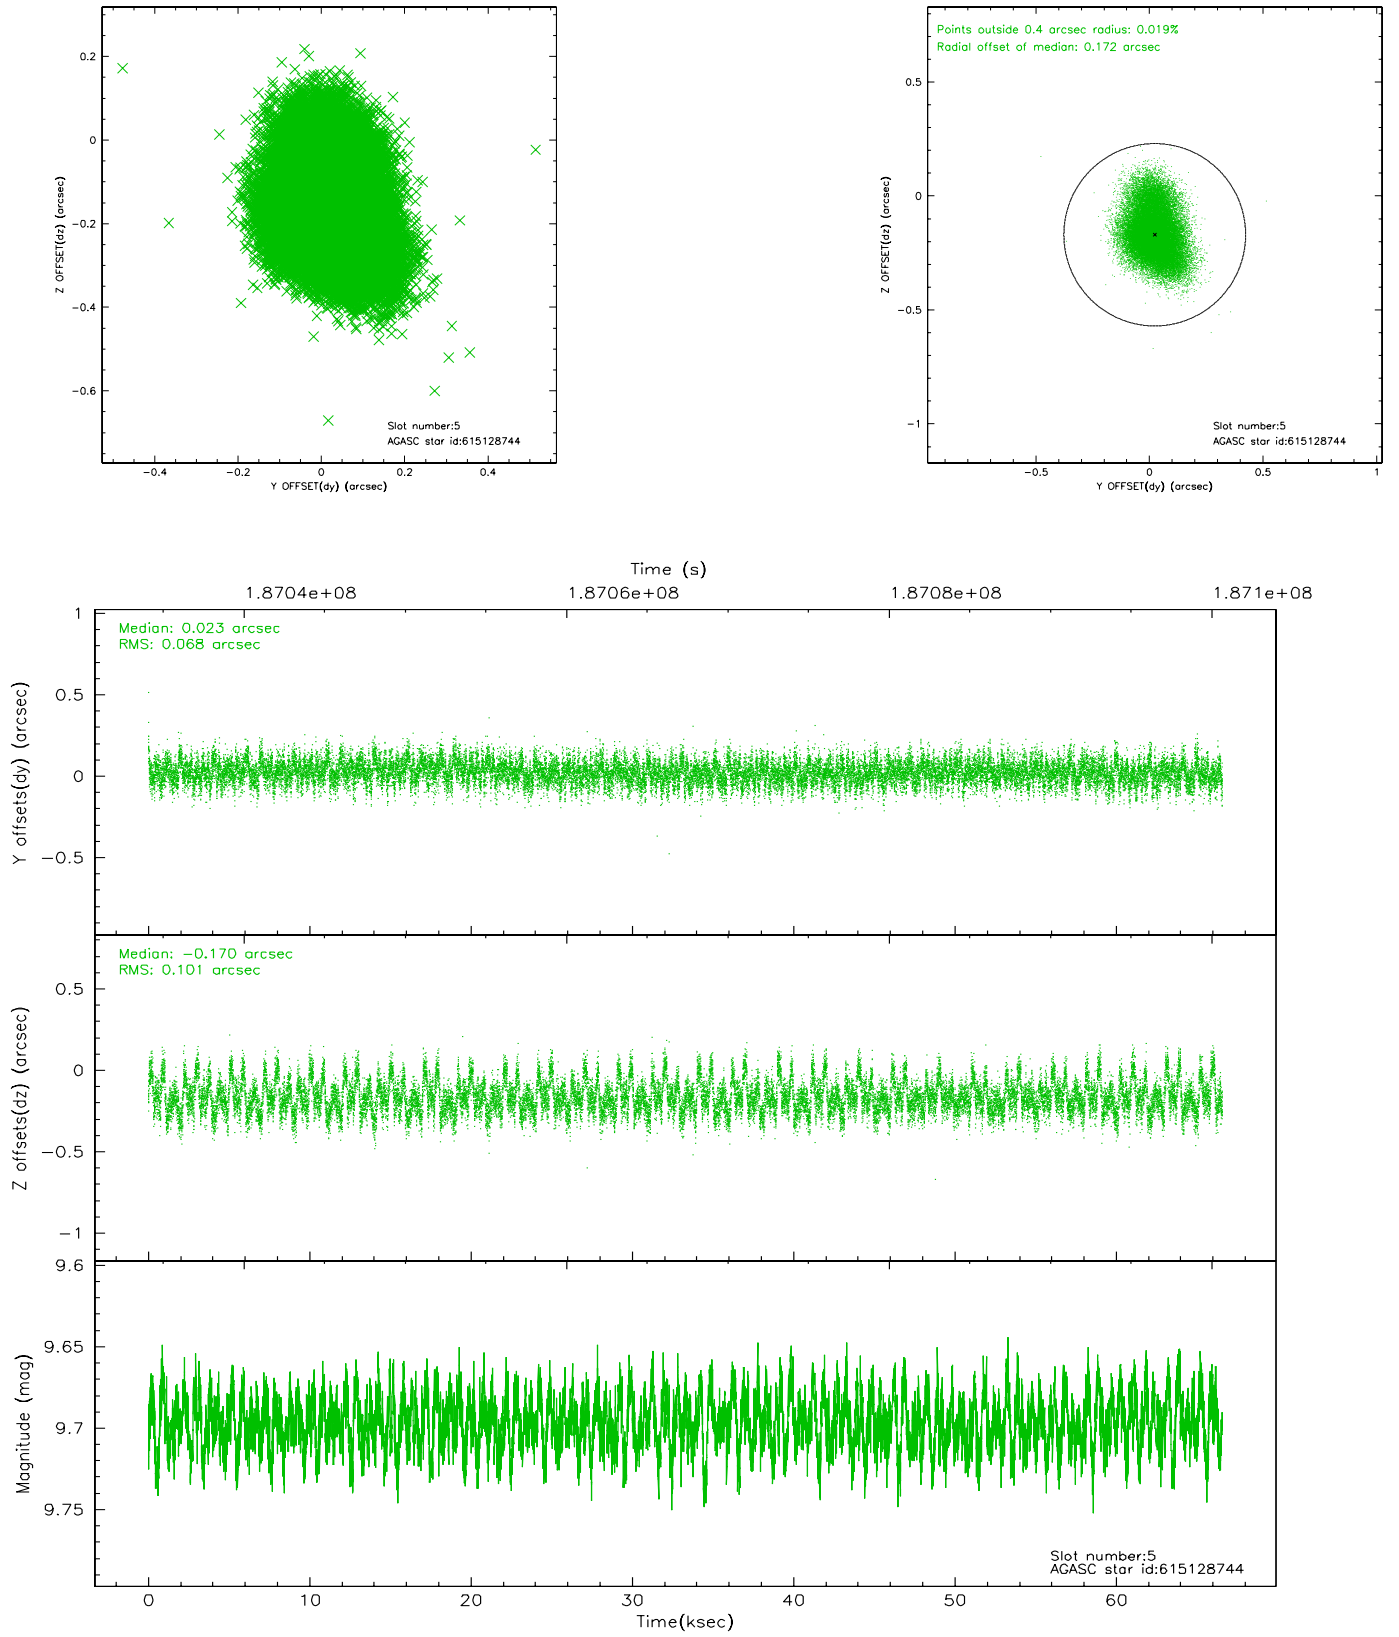 0.2
0
−0.2
−0.4
−0.6
Z OFFSET(dz) (arcsec)
Slot number:5
AGASC star id:615128744
−0.4
−0.2
0
0.2
0.4
Y OFFSET(dy) (arcsec)
Points outside 0.4 arcsec radius: 0.019%
Radial offset of median: 0.172 arcsec
0.5
0
−0.5
−1
Z OFFSET(dz) (arcsec)
Slot number:5
AGASC star id:615128744
−0.5
0
0.5
1
Y OFFSET(dy) (arcsec)
Time (s)
1.8704e+08
1.8706e+08
1.8708e+08
1.871e+08
Median: 0.023 arcsec
RMS: 0.068 arcsec
1
0.5
0
−0.5
Y offsets(dy) (arcsec)
Median: −0.170 arcsec
RMS: 0.101 arcsec
0.5
0
−0.5
−1
Z offsets(dz) (arcsec)
9.6
9.65
9.7
9.75
Magnitude (mag)
Slot number:5
AGASC star id:615128744
0
10
20
30
40
50
60
Time(ksec)